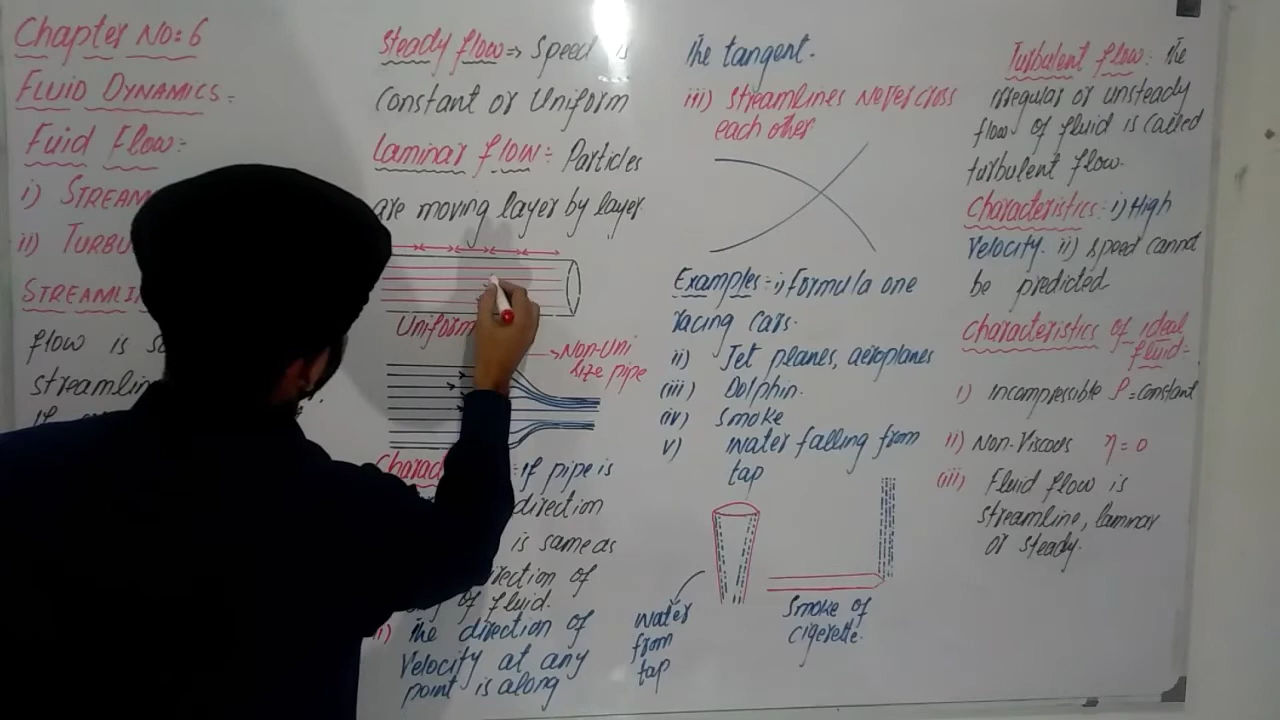 Chapter No: 6
FLUID DYNAMICS:
Fuid Flow:
i) STREAM
ii) TURBU
STREAMLI
flow is
streamlin
If
Steady flow ⇒ Speed is
Constant or Uniform
Laminar flow: Particles
are moving layer by layer
Uniform
Non-Uni
size pipe
Charac : If pipe is
direction
is same as
direction of
of fluid.
The direction of
Velocity at any
point is along
the tangent.
iii) Streamlines never cross
each other
Examples: i) Formula one
racing cars.
ii) Jet planes, aeroplanes
(iii) Dolphin.
(iv) Smoke
v) Water falling from
tap
Water
from
tap
Smoke of
cigerette.
Turbulent flow: The
irregular or unsteady
flow of fluid is called
turbulent flow.
Characteristics: i) High
Velocity. ii) Speed cannot
be predicted
Characteristics of ideal
fluid:
i) Incompressible ρ = constant
ii) Non-Viscous η = 0
(iii) Fluid flow is
streamline, laminar
or steady.